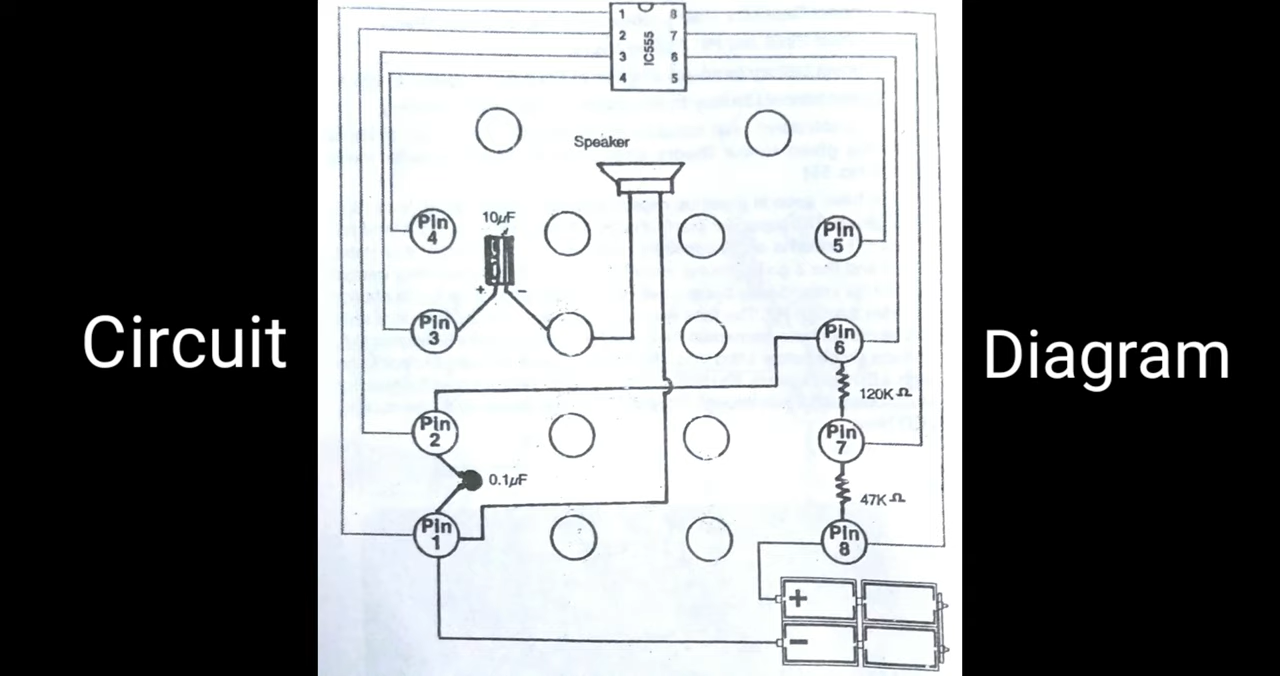 1 8
2 7
3 6
4 5
IC555
Speaker
Pin
4
10µF
Pin
5
+ −
Pin
3
Pin
6
120K Ω
Circuit
Diagram
Pin
2
Pin
7
0.1µF
47K Ω
Pin
1
Pin
8
+
−